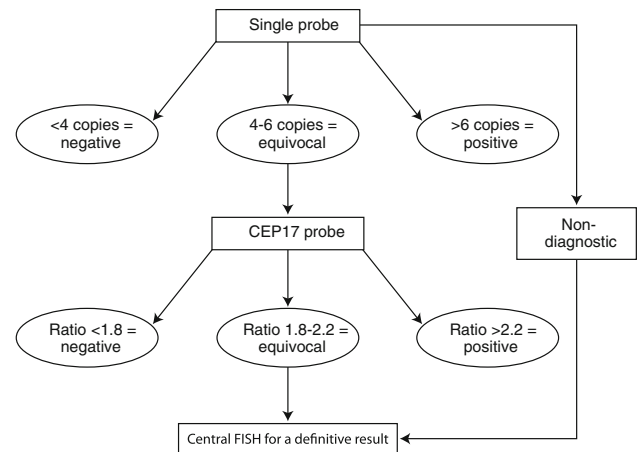 Single probe
<4 copies =
negative
4-6 copies =
equivocal
>6 copies =
positive
CEP17 probe
Non-
diagnostic
Ratio <1.8 =
negative
Ratio 1.8-2.2 =
equivocal
Ratio >2.2 =
positive
Central FISH for a definitive result